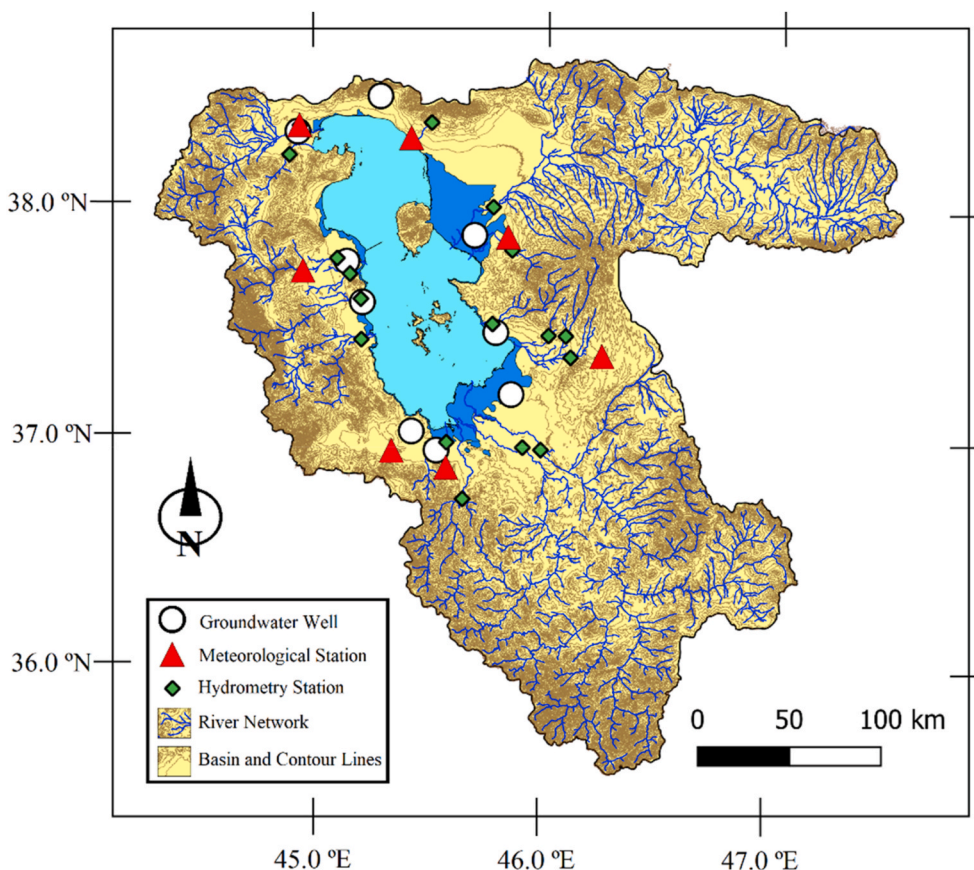 38.0 ºN
37.0 ºN
36.0 ºN
N
Groundwater Well
Meteorological Station
Hydrometry Station
River Network
Basin and Contour Lines
0 50 100 km
45.0 ºE 46.0 ºE 47.0 ºE